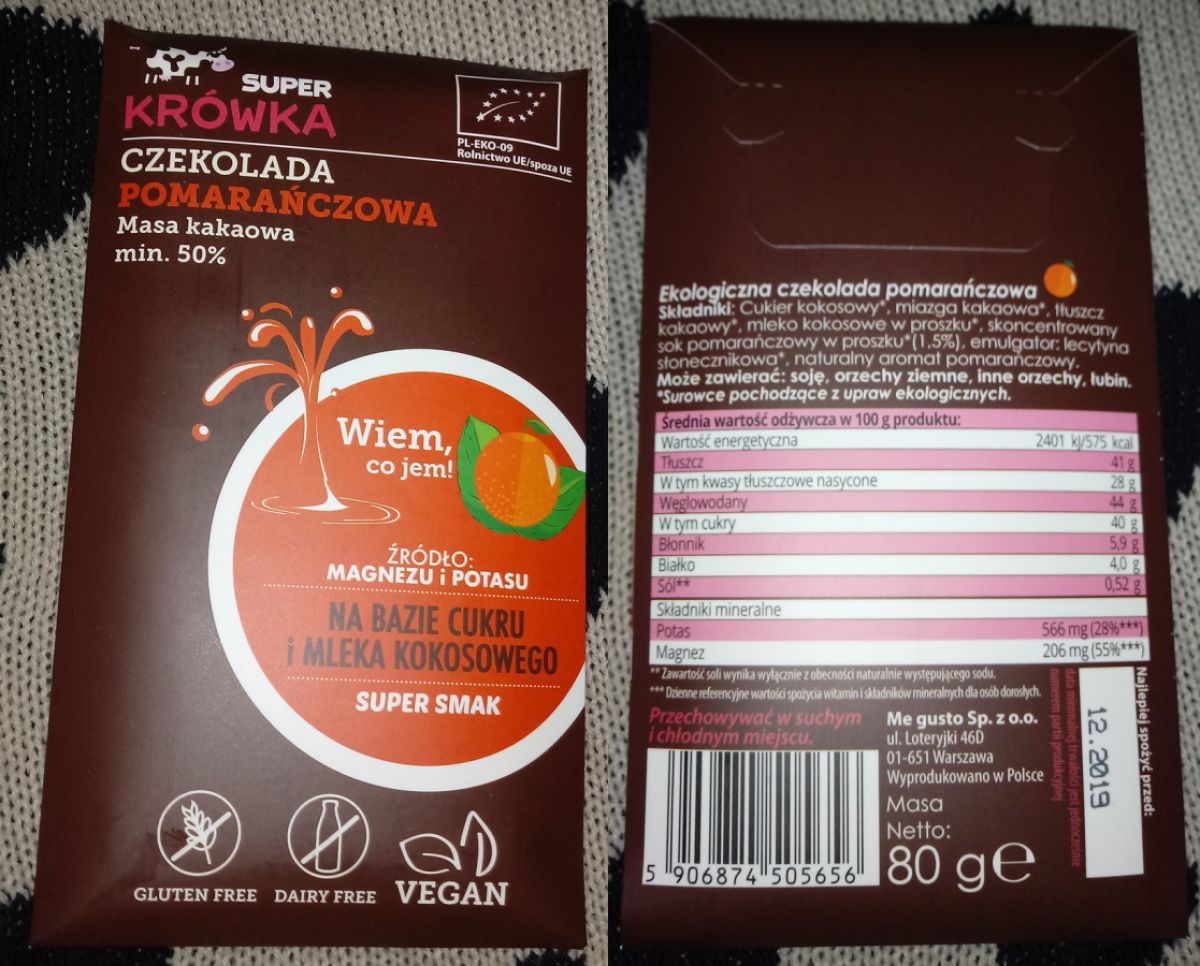 SUPER
KRÓWKA
PL-EKO-09
Rolnictwo UE/spoza UE
CZEKOLADA
POMARAŃCZOWA
Masa kakaowa
min. 50%
Wiem,
co jem!
ŹRÓDŁO:
MAGNEZU i POTASU
NA BAZIE CUKRU
i MLEKA KOKOSOWEGO
SUPER SMAK
GLUTEN FREE DAIRY FREE VEGAN
Ekologiczna czekolada pomarańczowa
Składniki: Cukier kokosowy*, miazga kakaowa*, tłuszcz
kakaowy*, mleko kokosowe w proszku*, skoncentrowany
sok pomarańczowy w proszku*(1,5%), emulgator: lecytyna
słonecznikowa*, naturalny aromat pomarańczowy.
Może zawierać: soję, orzechy ziemne, inne orzechy, łubin.
*Surowce pochodzące z upraw ekologicznych.
Średnia wartość odżywcza w 100 g produktu:
Wartość energetyczna 2401 kJ/575 kcal
Tłuszcz 41 g
W tym kwasy tłuszczowe nasycone 28 g
Węglowodany 44 g
W tym cukry 40 g
Błonnik 5,9 g
Białko 4,0 g
Sól** 0,52 g
Składniki mineralne
Potas 566 mg (28%***)
Magnez 206 mg (55%***)
** Zawartość soli wynika wyłącznie z obecności naturalnie występującego sodu.
*** Dzienne referencyjne wartości spożycia witamin i składników mineralnych dla osób dorosłych.
Przechowywać w suchym
i chłodnym miejscu.
Me gusto Sp. z o.o.
ul. Loteryjki 46D
01-651 Warszawa
Wyprodukowano w Polsce
Masa
Netto:
80 g e
5 906874 505656
Najlepiej spożyć przed:
12.2019
data minimalnej trwałości jest jednocześnie
numerem partii produkcyjnej